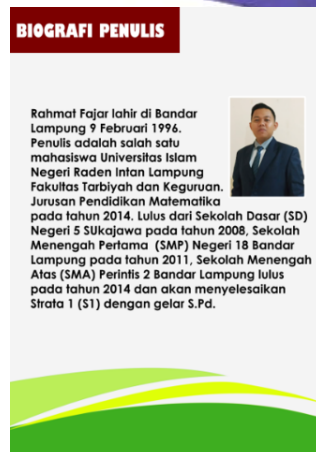 BIOGRAFI PENULIS
Rahmat Fajar lahir di Bandar
Lampung 9 Februari 1996.
Penulis adalah salah satu
mahasiswa Universitas Islam
Negeri Raden Intan Lampung
Fakultas Tarbiyah dan Keguruan.
Jurusan Pendidikan Matematika
pada tahun 2014. Lulus dari Sekolah Dasar (SD)
Negeri 5 SUkajawa pada tahun 2008, Sekolah
Menengah Pertama (SMP) Negeri 18 Bandar
Lampung pada tahun 2011, Sekolah Menengah
Atas (SMA) Perintis 2 Bandar Lampung lulus
pada tahun 2014 dan akan menyelesaikan
Strata 1 (S1) dengan gelar S.Pd.